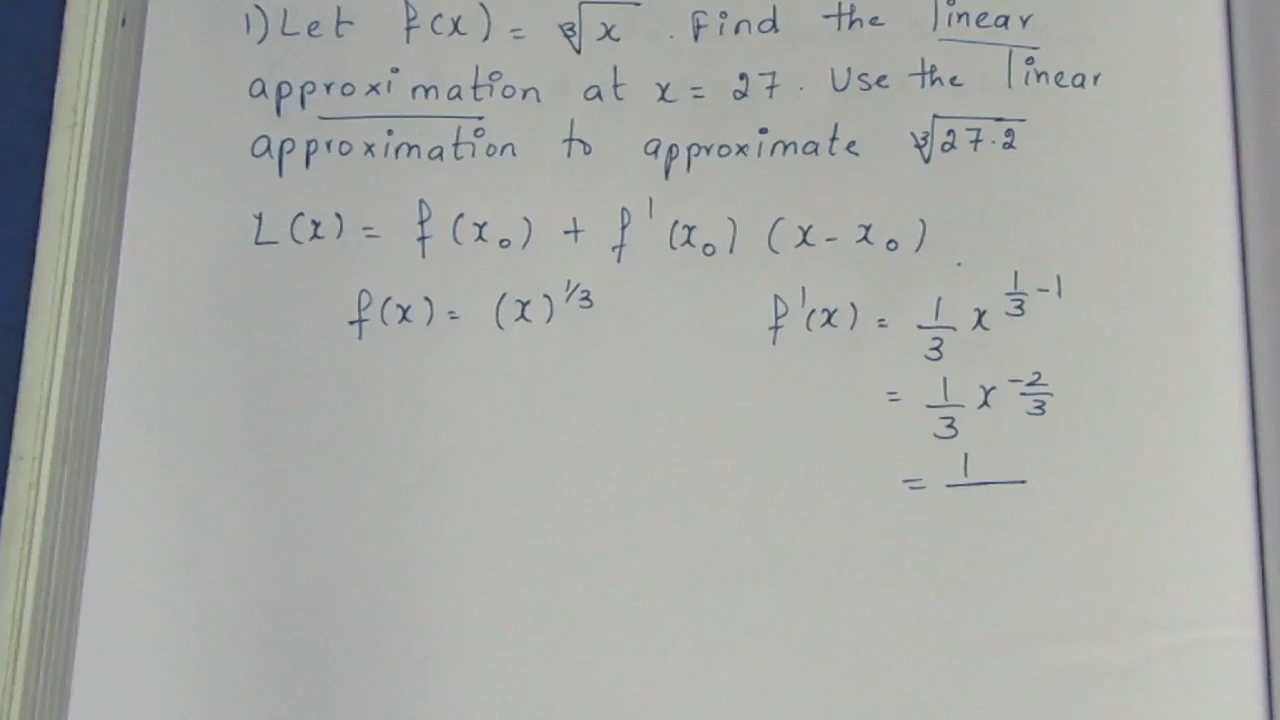 1) Let f(x) = ∛x . Find the linear
approximation at x = 27. Use the linear
approximation to approximate ∛27.2
L(x) = f(x₀) + f'(x₀) (x - x₀)
f(x) = (x)^1/3 f'(x) = 1/3 x^(1/3 - 1)
= 1/3 x^(-2/3)
= 1/